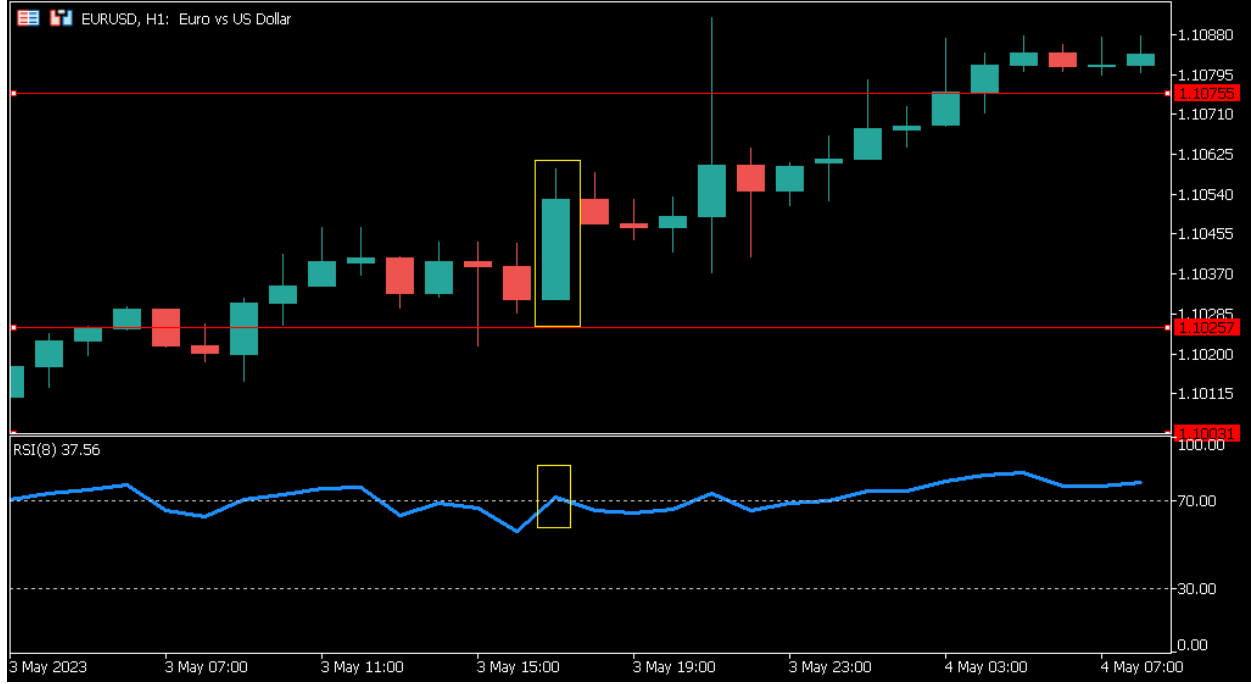 EURUSD, H1: Euro vs US Dollar
1.10880
1.10795
1.10755
1.10710
1.10625
1.10540
1.10455
1.10370
1.10285
1.10257
1.10200
1.10115
1.10031
RSI(8) 37.56
100.00
70.00
30.00
0.00
3 May 2023
3 May 07:00
3 May 11:00
3 May 15:00
3 May 19:00
3 May 23:00
4 May 03:00
4 May 07:00